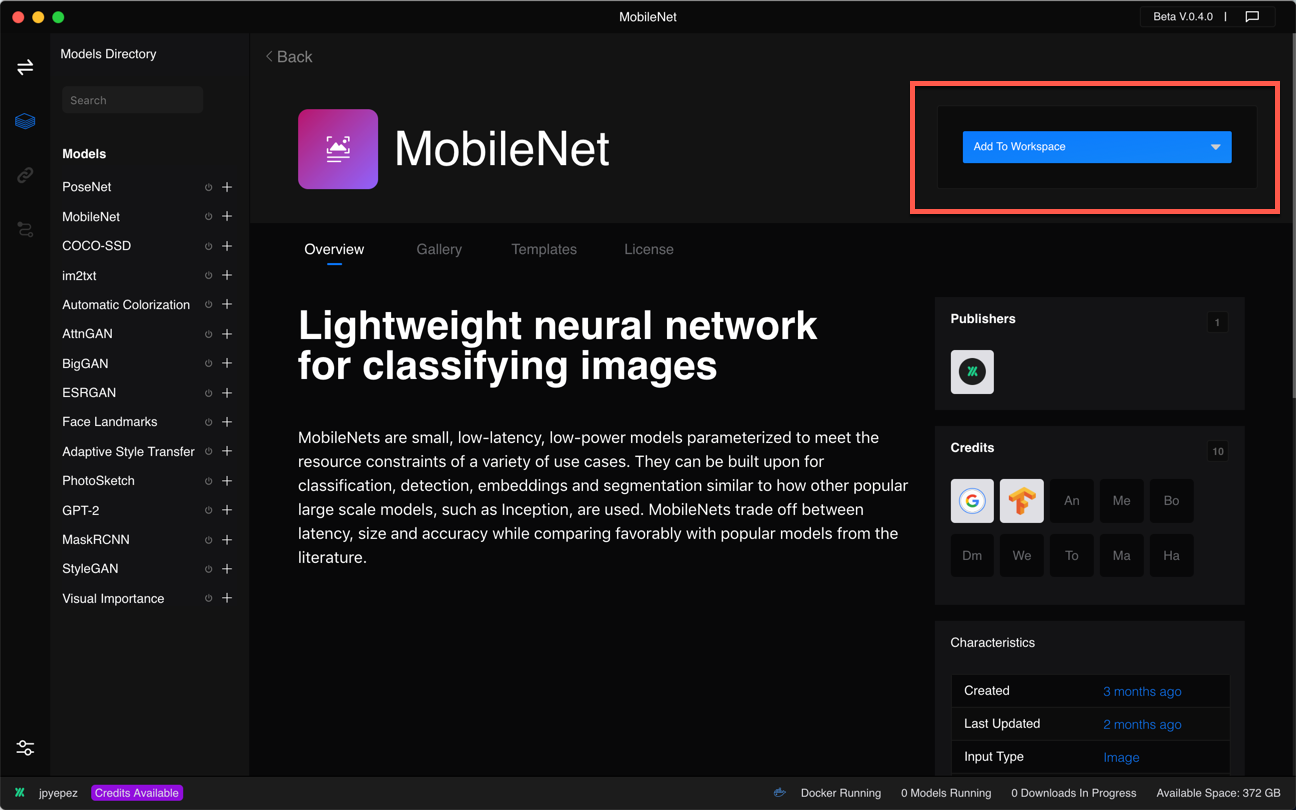 MobileNet
Beta V.0.4.0 |
Models Directory
Search
Models
PoseNet
MobileNet
COCO-SSD
im2txt
Automatic Colorization
AttnGAN
BigGAN
ESRGAN
Face Landmarks
Adaptive Style Transfer
PhotoSketch
GPT-2
MaskRCNN
StyleGAN
Visual Importance
Back
MobileNet
Add To Workspace
Overview
Gallery
Templates
License
Lightweight neural network
for classifying images
MobileNets are small, low-latency, low-power models parameterized to meet the
resource constraints of a variety of use cases. They can be built upon for
classification, detection, embeddings and segmentation similar to how other popular
large scale models, such as Inception, are used. MobileNets trade off between
latency, size and accuracy while comparing favorably with popular models from the
literature.
Publishers
1
Credits
10
G
An
Me
Bo
Dm
We
To
Ma
Ha
Characteristics
Created 3 months ago
Last Updated 2 months ago
Input Type Image
jpyepez
Credits Available
Docker Running
0 Models Running
0 Downloads In Progress
Available Space: 372 GB